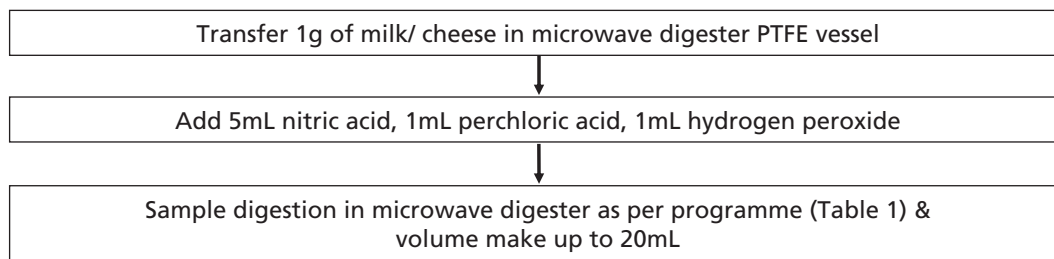 Transfer 1g of milk/ cheese in microwave digester PTFE vessel
Add 5mL nitric acid, 1mL perchloric acid, 1mL hydrogen peroxide
Sample digestion in microwave digester as per programme (Table 1) &
volume make up to 20mL